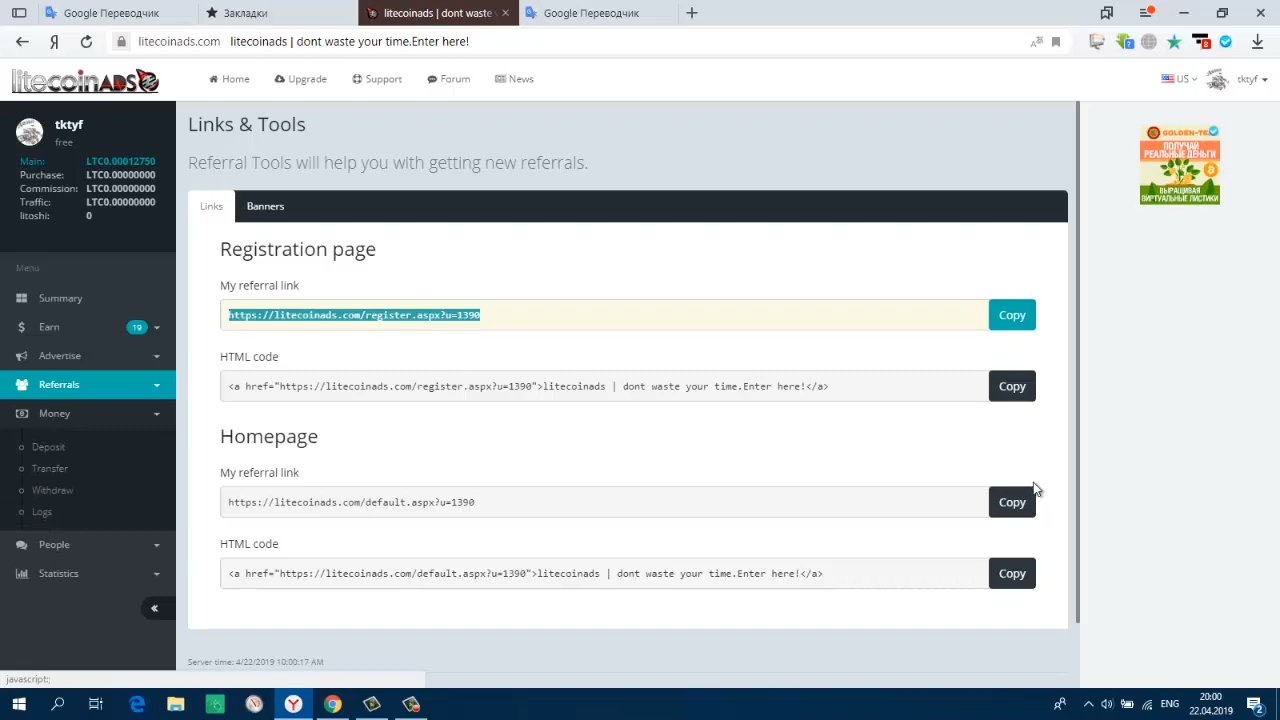 Google Переводчик
Закладки
litecoinads | dont waste
Google Переводчик
litecoinads.com litecoinads | dont waste your time.Enter here!
litecoinADS
Home
Upgrade
Support
Forum
News
US
tktyf
tktyf
free
Main: LTC0.00012750
Purchase: LTC0.00000000
Commission: LTC0.00000000
Traffic: LTC0.00000000
litoshi: 0
Menu
Summary
Earn 19
Advertise
Referrals
Money
Deposit
Transfer
Withdraw
Logs
People
Statistics
Links & Tools
Referral Tools will help you with getting new referrals.
Links Banners
Registration page
My referral link
https://litecoinads.com/register.aspx?u=1390 Copy
HTML code
<a href="https://litecoinads.com/register.aspx?u=1390">litecoinads | dont waste your time.Enter here!</a> Copy
Homepage
My referral link
https://litecoinads.com/default.aspx?u=1390 Copy
HTML code
<a href="https://litecoinads.com/default.aspx?u=1390">litecoinads | dont waste your time.Enter here!</a> Copy
Server time: 4/22/2019 10:00:17 AM
GOLDEN-TE
ПОЛУЧАЙ
РЕАЛЬНЫЕ ДЕНЬГИ
ВЫРАЩИВАЯ
ВИРТУАЛЬНЫЕ ЛИСТИКИ
javascript:;
ENG
20:00
22.04.2019
2